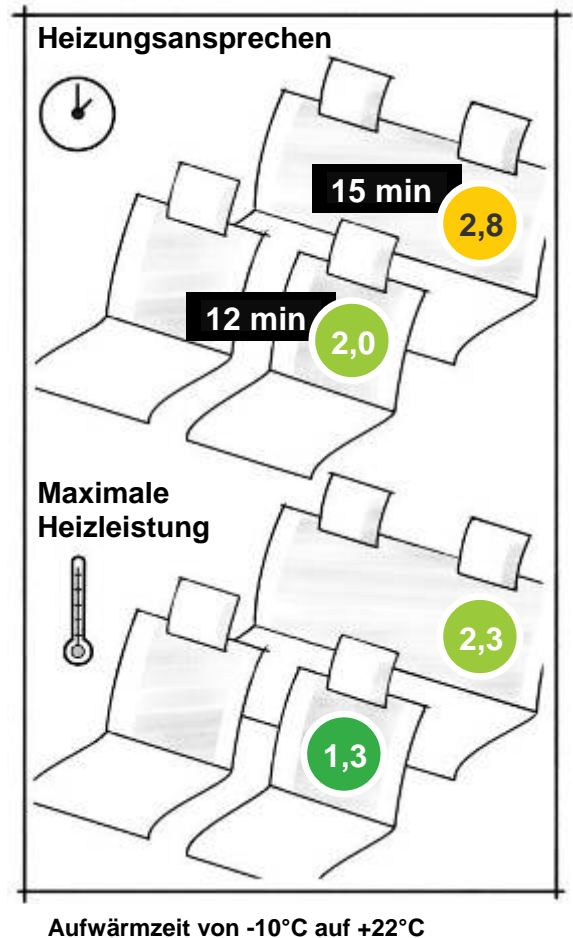 Heizungsansprechen
15 min
2,8
12 min
2,0
Maximale
Heizleistung
2,3
1,3
Aufwärmzeit von -10°C auf +22°C